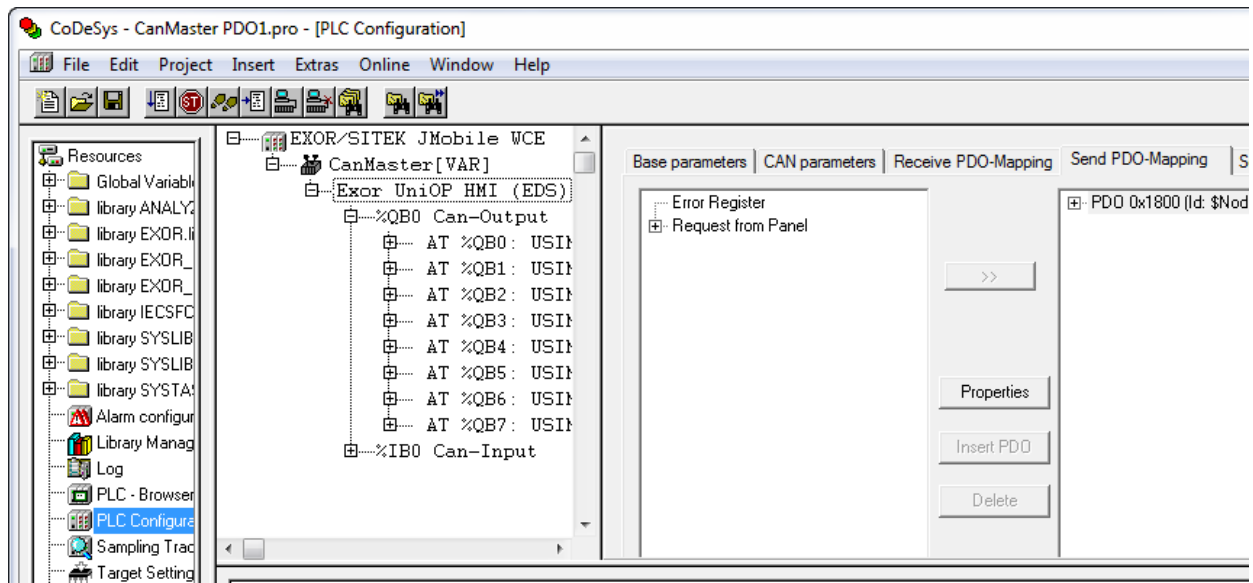 CoDeSys - CanMaster PDO1.pro - [PLC Configuration]
File Edit Project Insert Extras Online Window Help
ST
Resources
Global Variabl
library ANALYZ
library EXOR.li
library EXOR_
library EXOR_
library IECSFC
library SYSLIB
library SYSLIB
library SYSTA
Alarm configur
Library Manag
Log
PLC - Browser
PLC Configura
Sampling Trac
Target Setting
EXOR/SITEK JMobile WCE
CanMaster[VAR]
Exor UniOP HMI (EDS)
%QB0 Can-Output
AT %QB0: USIN
AT %QB1: USIN
AT %QB2: USIN
AT %QB3: USIN
AT %QB4: USIN
AT %QB5: USIN
AT %QB6: USIN
AT %QB7: USIN
%IB0 Can-Input
Base parameters CAN parameters Receive PDO-Mapping Send PDO-Mapping S
Error Register
Request from Panel
>>
Properties
Insert PDO
Delete
PDO 0x1800 (Id: $Nod